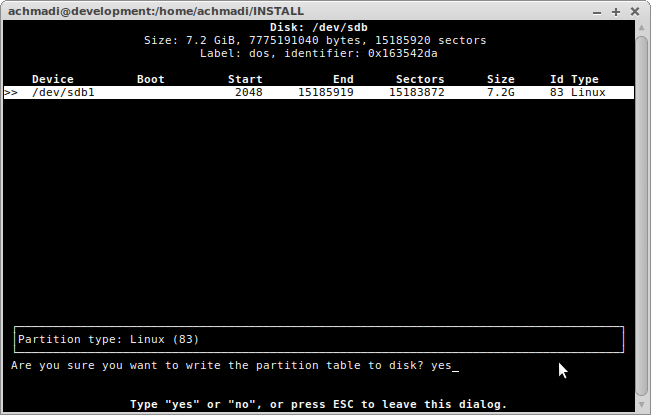 achmadi@development:/home/achmadi/INSTALL
Disk: /dev/sdb
Size: 7.2 GiB, 7775191040 bytes, 15185920 sectors
Label: dos, identifier: 0x163542da
Device Boot Start End Sectors Size Id Type
>> /dev/sdb1 2048 15185919 15183872 7.2G 83 Linux
Partition type: Linux (83)
Are you sure you want to write the partition table to disk? yes_
Type "yes" or "no", or press ESC to leave this dialog.